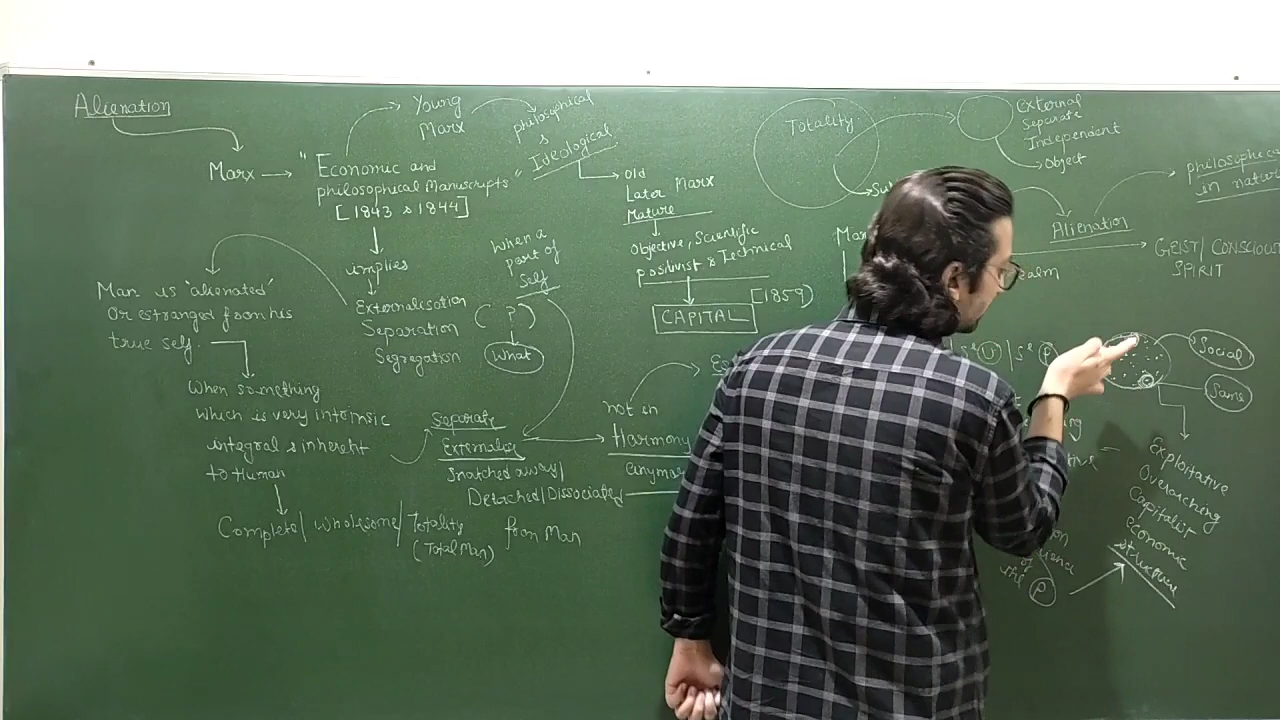 Alienation
Marx → "Economic and
philosophical Manuscripts"
[1843 & 1844]
Young
Marx
philosophical
&
Ideological
old
Later Marx
Mature
Objective, Scientific
positivist & Technical
CAPITAL [1859]
implies
Externalisation
Separation
Segregation
When a
part of
Self
( ? )
What
Man is 'alienated'
Or estranged from his
true self.
When something
which is very intrinsic
integral & inherent
to Human
Complete/ wholesome/ Totality
(Total Man)
Separate
Externalise
Snatched away/
Detached/Dissociated
from Man
not in
Harmony
anymore
Totality
External
Separate
Independent
Object
Alienation
philosophical
in nature
GEIST/ CONSCIOUS
SPIRIT
Social
Same
Exploitative
Overarching
Capitalist
Economic
structure
of
the P